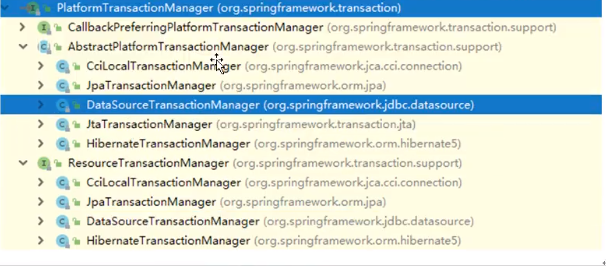 PlatformTransactionManager (org.springframework.transaction)
CallbackPreferringPlatformTransactionManager (org.springframework.transaction.support)
AbstractPlatformTransactionManager (org.springframework.transaction.support)
CciLocalTransactionManager (org.springframework.jca.cci.connection)
JpaTransactionManager (org.springframework.orm.jpa)
DataSourceTransactionManager (org.springframework.jdbc.datasource)
JtaTransactionManager (org.springframework.transaction.jta)
HibernateTransactionManager (org.springframework.orm.hibernate5)
ResourceTransactionManager (org.springframework.transaction.support)
CciLocalTransactionManager (org.springframework.jca.cci.connection)
JpaTransactionManager (org.springframework.orm.jpa)
DataSourceTransactionManager (org.springframework.jdbc.datasource)
HibernateTransactionManager (org.springframework.orm.hibernate5)